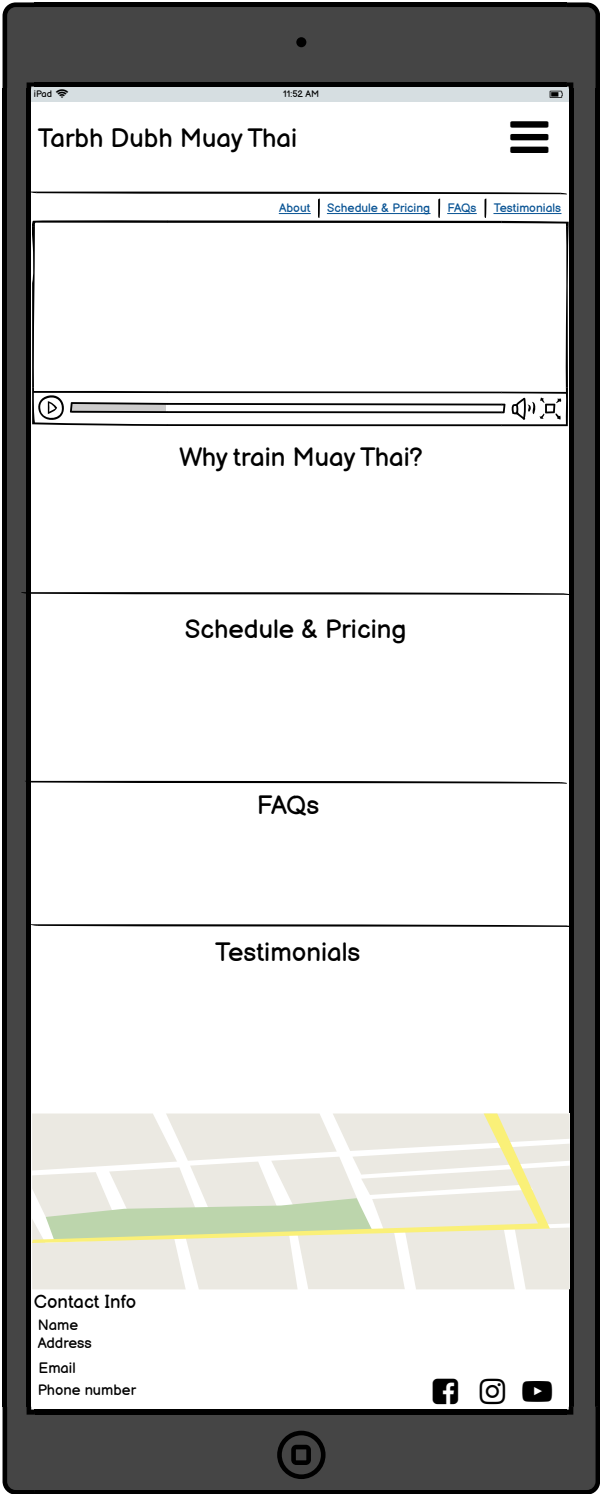 iPad 11:52 AM
Tarbh Dubh Muay Thai
About Schedule & Pricing FAQs Testimonials
Why train Muay Thai?
Schedule & Pricing
FAQs
Testimonials
Contact Info
Name
Address
Email
Phone number